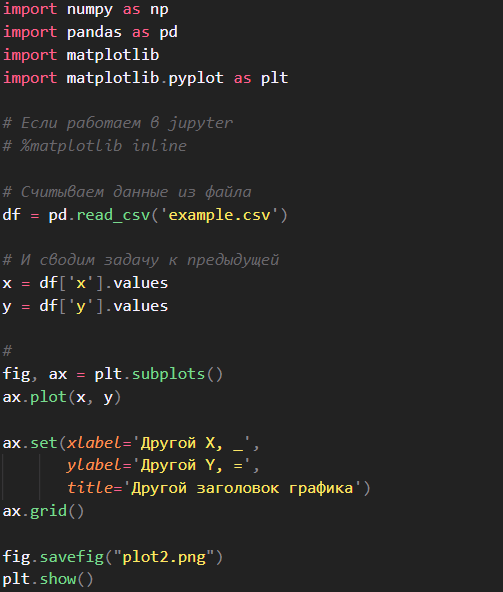 import numpy as np
import pandas as pd
import matplotlib
import matplotlib.pyplot as plt
# Если работаем в jupyter
# %matplotlib inline
# Считываем данные из файла
df = pd.read_csv('example.csv')
# И сводим задачу к предыдущей
x = df['x'].values
y = df['y'].values
#
fig, ax = plt.subplots()
ax.plot(x, y)
ax.set(xlabel='Другой X, _',
       ylabel='Другой Y, =',
       title='Другой заголовок графика')
ax.grid()
fig.savefig("plot2.png")
plt.show()